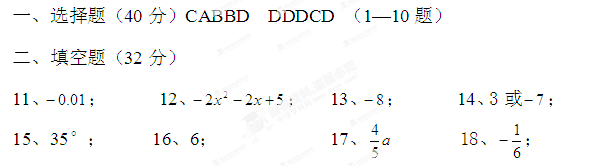 一、选择题（40 分）CABBD DDDCD （1—10 题）
二、填空题（32 分）
11、－0.01； 12、－2x²－2x+5； 13、－8； 14、3 或－7；
15、35°； 16、6； 17、4/5 a 18、－1/6；